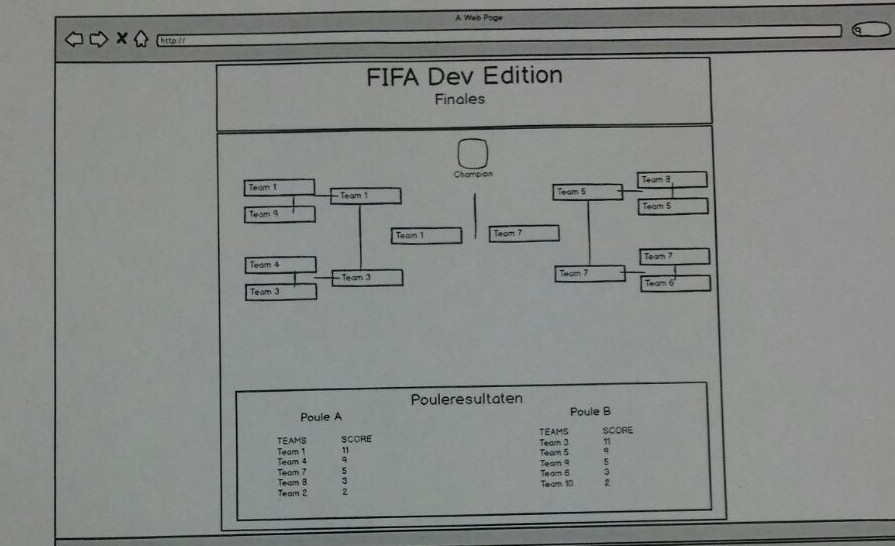 A Web Page
http://
FIFA Dev Edition
Finales
Champion
Team 1
Team 9
Team 1
Team 4
Team 3
Team 3
Team 1
Team 7
Team 5
Team 7
Team 8
Team 5
Team 7
Team 6
Pouleresultaten
Poule A
TEAMS SCORE
Team 1 11
Team 4 9
Team 7 5
Team 8 3
Team 2 2
Poule B
TEAMS SCORE
Team 3 11
Team 5 9
Team 9 5
Team 6 3
Team 10 2